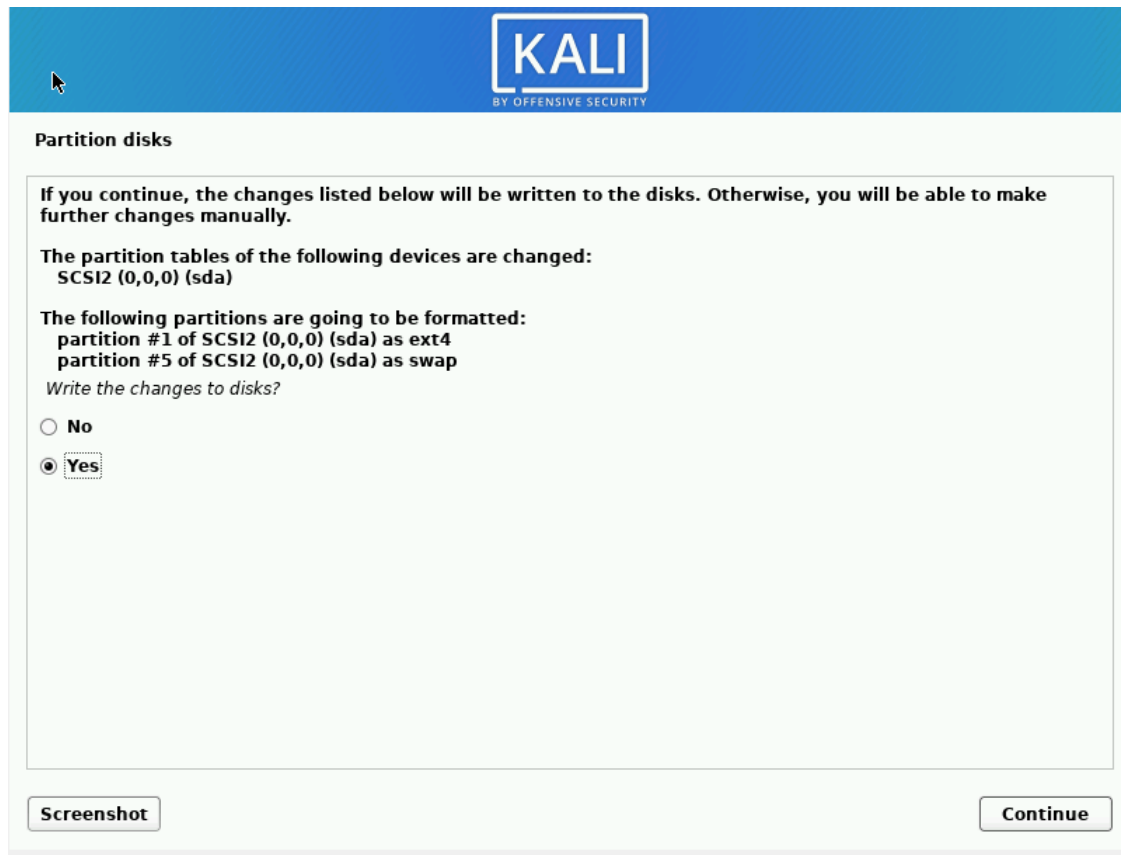 KALI
BY OFFENSIVE SECURITY
Partition disks
If you continue, the changes listed below will be written to the disks. Otherwise, you will be able to make
further changes manually.
The partition tables of the following devices are changed:
SCSI2 (0,0,0) (sda)
The following partitions are going to be formatted:
partition #1 of SCSI2 (0,0,0) (sda) as ext4
partition #5 of SCSI2 (0,0,0) (sda) as swap
Write the changes to disks?
No
Yes
Screenshot
Continue